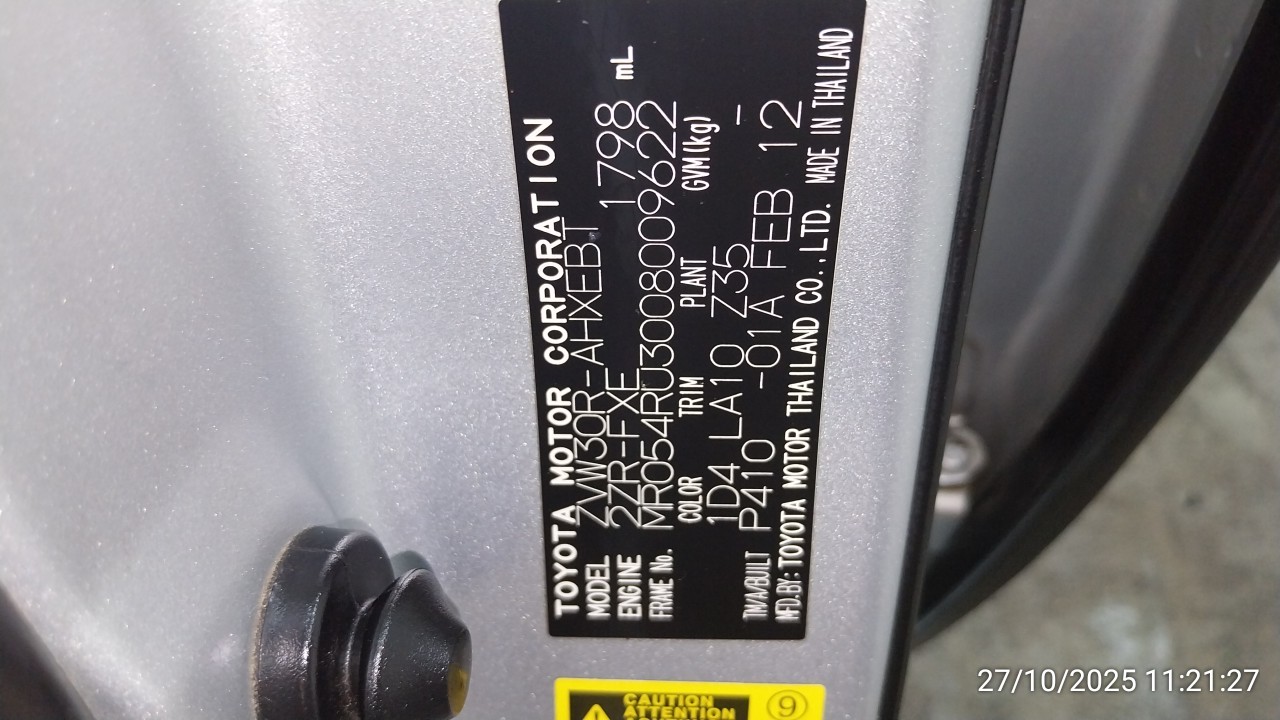 TOYOTA MOTOR CORPORATION
MODEL ZVW30R-AHXEBT
ENGINE 2ZR-FXE 1798 mL
FRAME No. MR054RU3008009622
COLOR TRIM PLANT GVM(kg)
1D4 LA10 Z35 -
TM/A/BUILT P410 -01A FEB 12
MFD.BY: TOYOTA MOTOR THAILAND CO.,LTD. MADE IN THAILAND
CAUTION
ATTENTION
9
27/10/2025 11:21:27